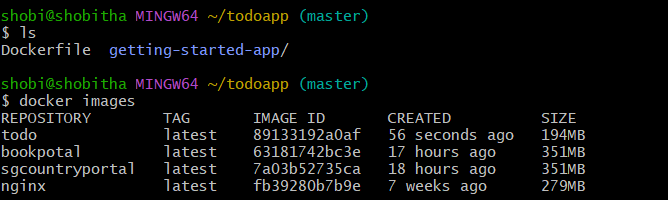 shobi@shobitha MINGW64 ~/todoapp (master)
$ ls
Dockerfile  getting-started-app/
shobi@shobitha MINGW64 ~/todoapp (master)
$ docker images
REPOSITORY        TAG       IMAGE ID       CREATED          SIZE
todo              latest    89133192a0af   56 seconds ago   194MB
bookpotal         latest    63181742bc3e   17 hours ago     351MB
sgcountryportal   latest    7a03b52735ca   18 hours ago     351MB
nginx             latest    fb39280b7b9e   7 weeks ago      279MB